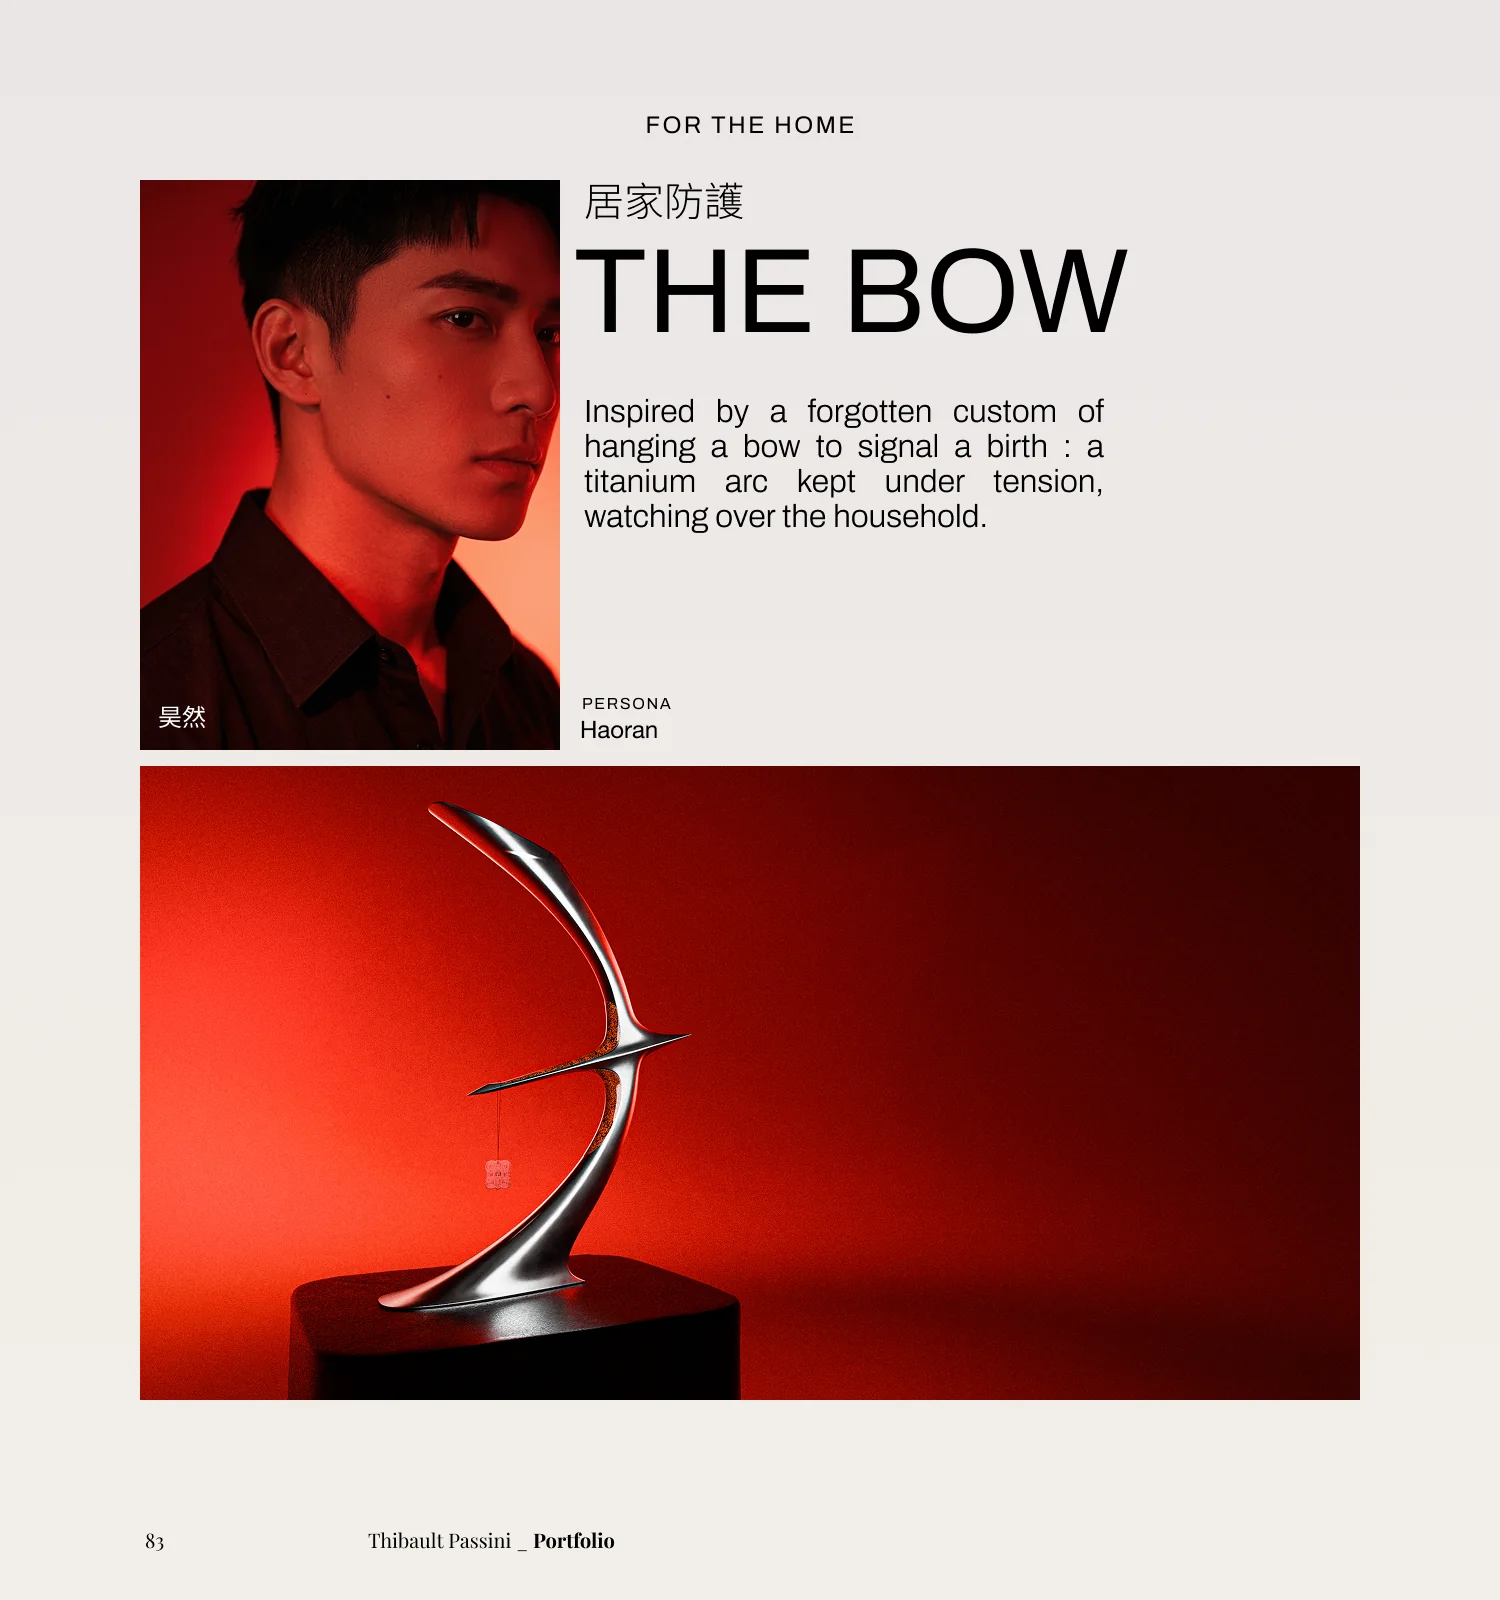 FOR THE HOME
居家防護
THE BOW
Inspired by a forgotten custom of
hanging a bow to signal a birth : a
titanium arc kept under tension,
watching over the household.
昊然
PERSONA
Haoran
83
Thibault Passini _ Portfolio